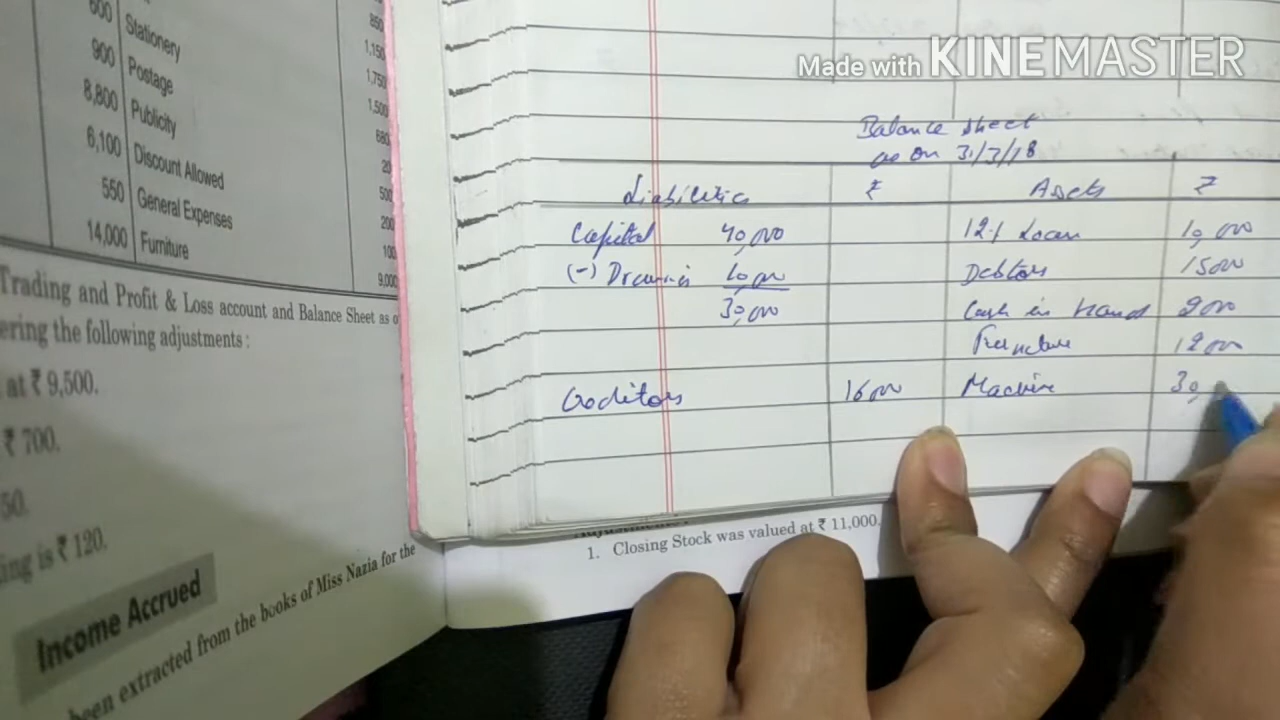 Made with KINEMASTER
600 Stationery 850
900 Postage 1,150
8,800 Publicity 1,750
6,100 Discount Allowed 1,500
550 General Expenses 680
14,000 Furniture 20
500
200
100
9,000
Trading and Profit & Loss account and Balance Sheet as o
ering the following adjustments :
at ₹ 9,500.
₹ 700.
50.
ing is ₹ 120.
Income Accrued
been extracted from the books of Miss Nazia for the
Balance sheet
as on 31/3/18
Liabilities ₹ Assets ₹
Capital 40,000 12% Loan 10,000
(-) Drawings 10,000 Debtors 15000
30,000 Cash in hand
Furniture 12000
Creditors 16000 Machine 30,
1. Closing Stock was valued at ₹ 11,000.